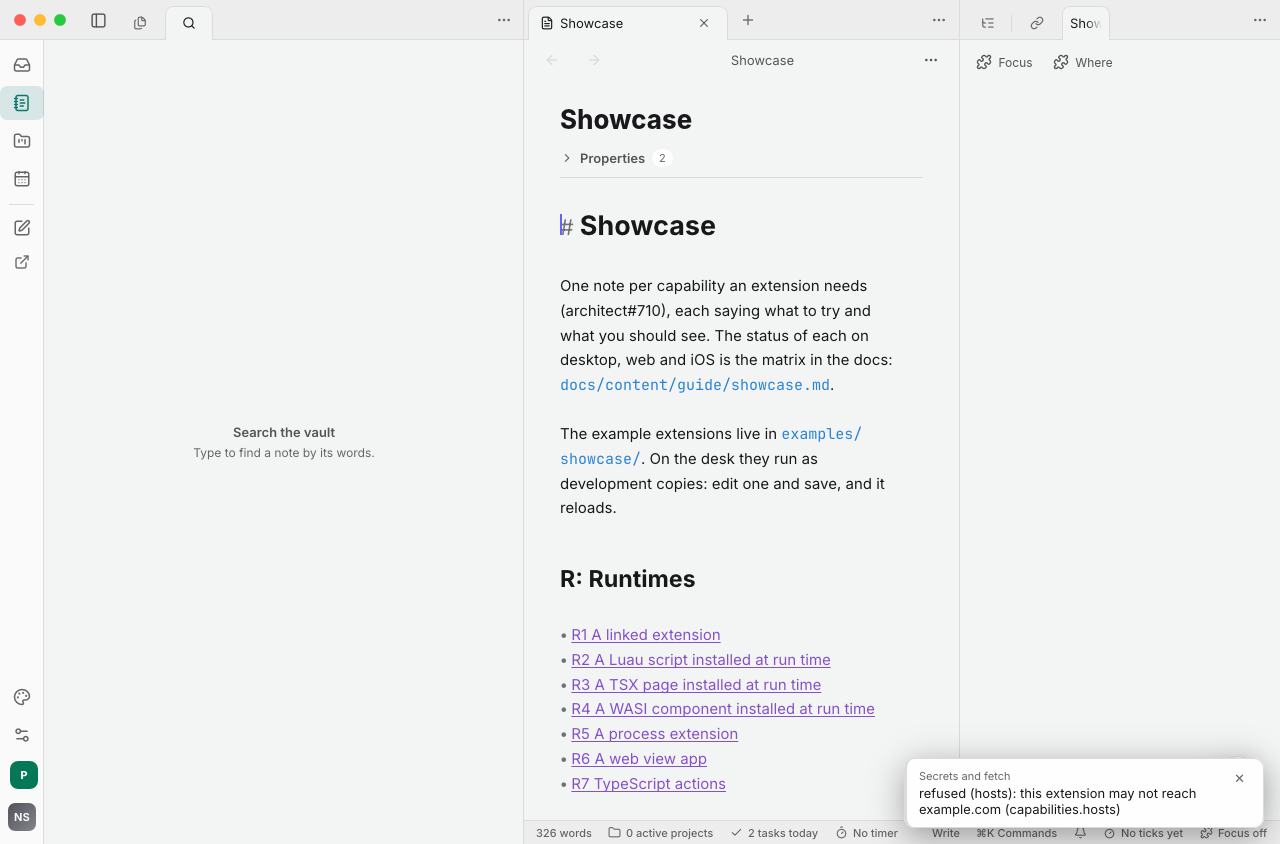 Showcase
Show
Showcase
Focus
Where
Showcase
Properties 2
# Showcase
One note per capability an extension needs
(architect#710), each saying what to try and
what you should see. The status of each on
desktop, web and iOS is the matrix in the docs:
docs/content/guide/showcase.md.
The example extensions live in examples/
showcase/. On the desk they run as
development copies: edit one and save, and it
reloads.
R: Runtimes
• R1 A linked extension
• R2 A Luau script installed at run time
• R3 A TSX page installed at run time
• R4 A WASI component installed at run time
• R5 A process extension
• R6 A web view app
• R7 TypeScript actions
Search the vault
Type to find a note by its words.
P
NS
Secrets and fetch
refused (hosts): this extension may not reach
example.com (capabilities.hosts)
326 words
0 active projects
2 tasks today
No timer
Write
⌘K Commands
No ticks yet
Focus off